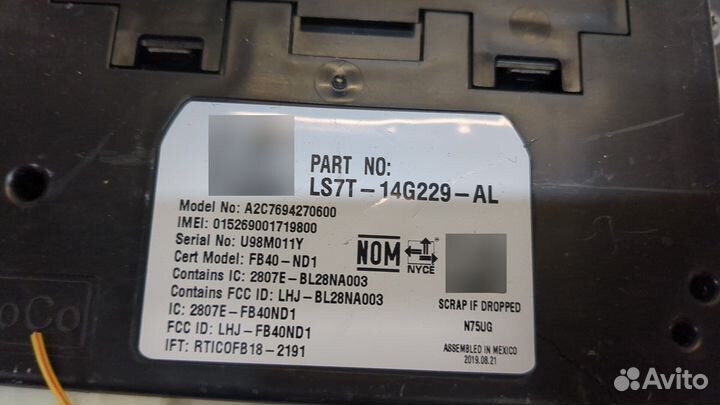 PART NO:
LS7T-14G229-AL
Model No: A2C7694270600
IMEI: 015269001719800
Serial No: U98M011Y
Cert Model: FB40-ND1
Contains IC: 2807E-BL28NA003
Contains FCC ID: LHJ-BL28NA003
IC: 2807E-FB40ND1
FCC ID: LHJ-FB40ND1
IFT: RTICOFB18-2191
NOM
NYCE
SCRAP IF DROPPED
N75UG
ASSEMBLED IN MEXICO
2019.08.21
oCo
Avito